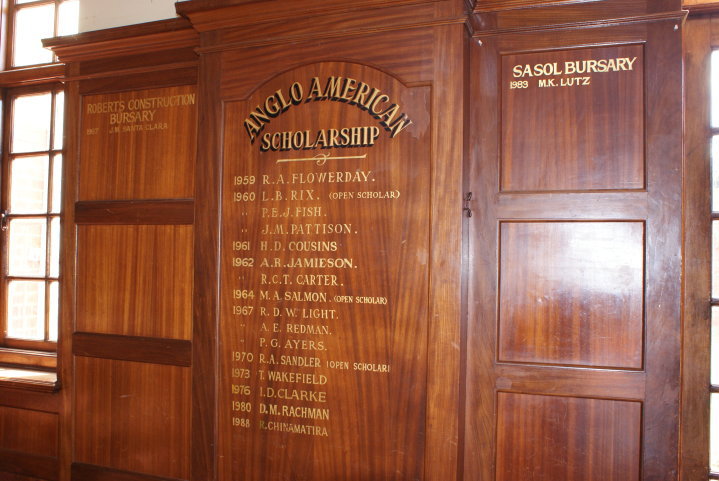 ROBERTS CONSTRUCTION
BURSARY
1967 J.M. SANTA-CLARA
ANGLO AMERICAN
SCHOLARSHIP
1959 R.A. FLOWERDAY.
1960 L.B. RIX. (OPEN SCHOLAR)
" P.E.J. FISH.
" J.M. PATTISON.
1961 H.D. COUSINS
1962 A.R. JAMIESON.
" R.C.T. CARTER.
1964 M.A. SALMON. (OPEN SCHOLAR)
1967 R.D.W. LIGHT.
" A.E. REDMAN.
" P.G. AYERS.
1970 R.A. SANDLER (OPEN SCHOLAR)
1973 T. WAKEFIELD
1976 I.D. CLARKE
1980 D.M. RACHMAN
1988 R. CHINAMATIRA
SASOL BURSARY
1983 M.K. LUTZ